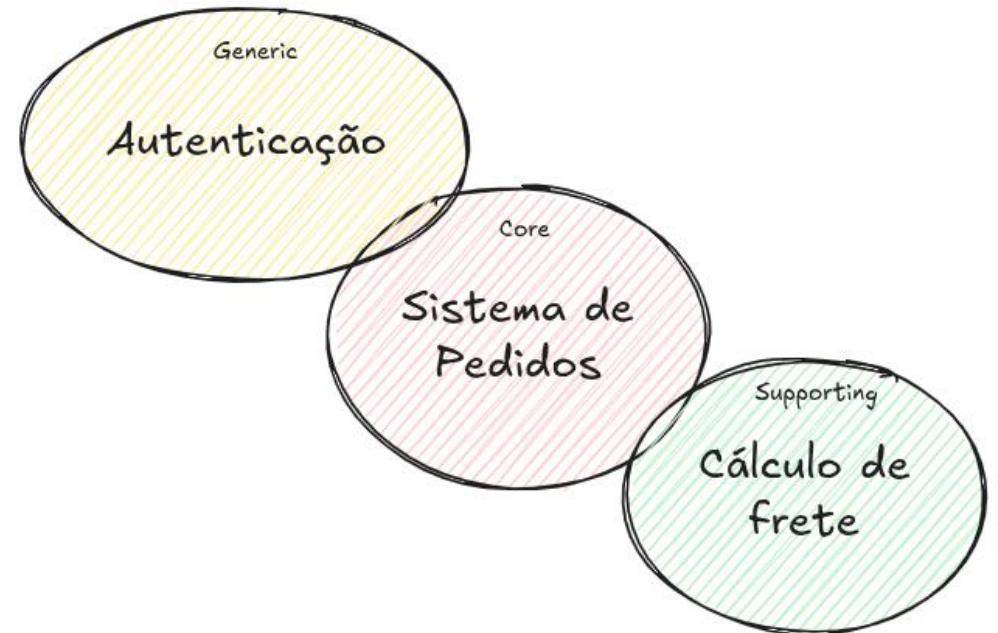 Generic
Autenticação
Core
Sistema de
Pedidos
Supporting
Cálculo de
frete